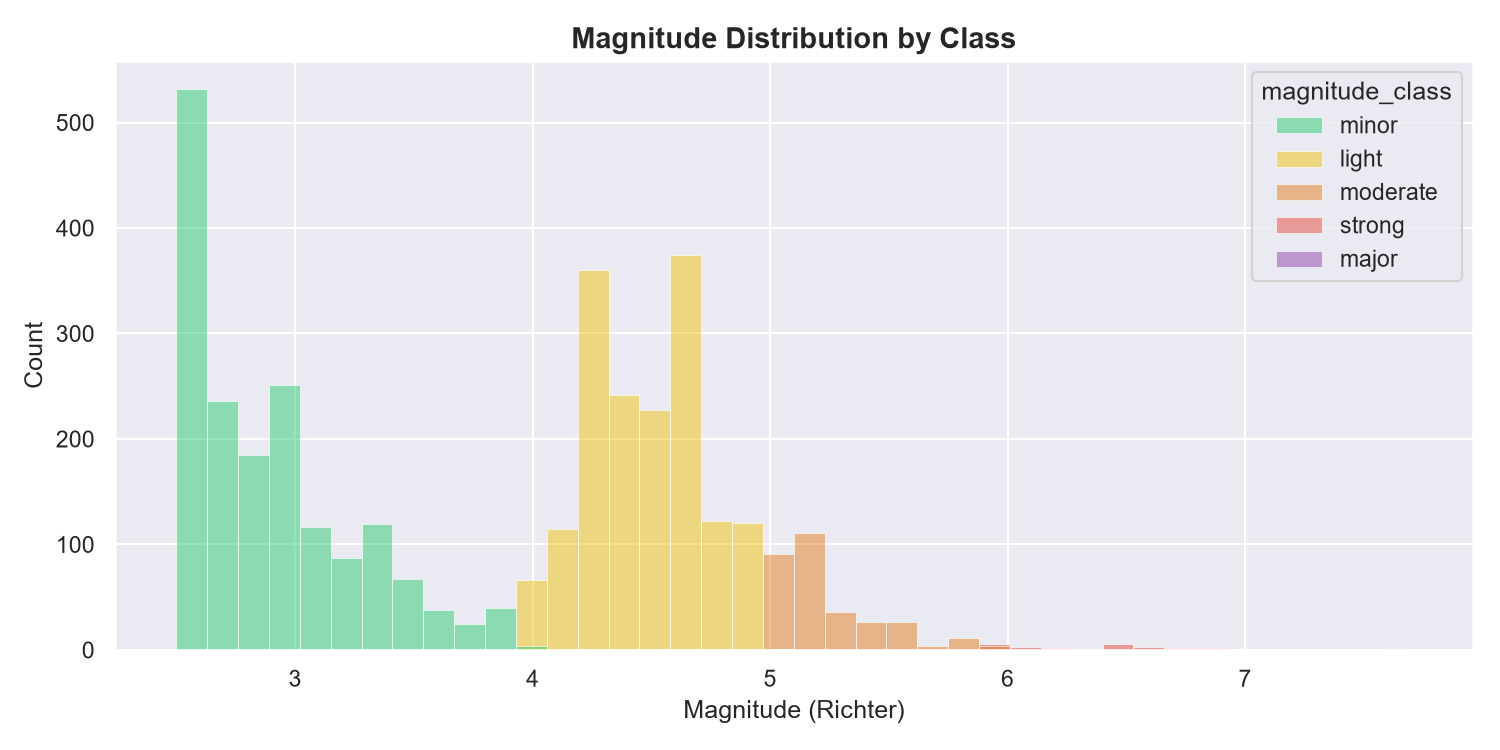 Magnitude Distribution by Class
magnitude_class
minor
light
moderate
strong
major
500
400
300
200
100
0
Count
3
4
5
6
7
Magnitude (Richter)